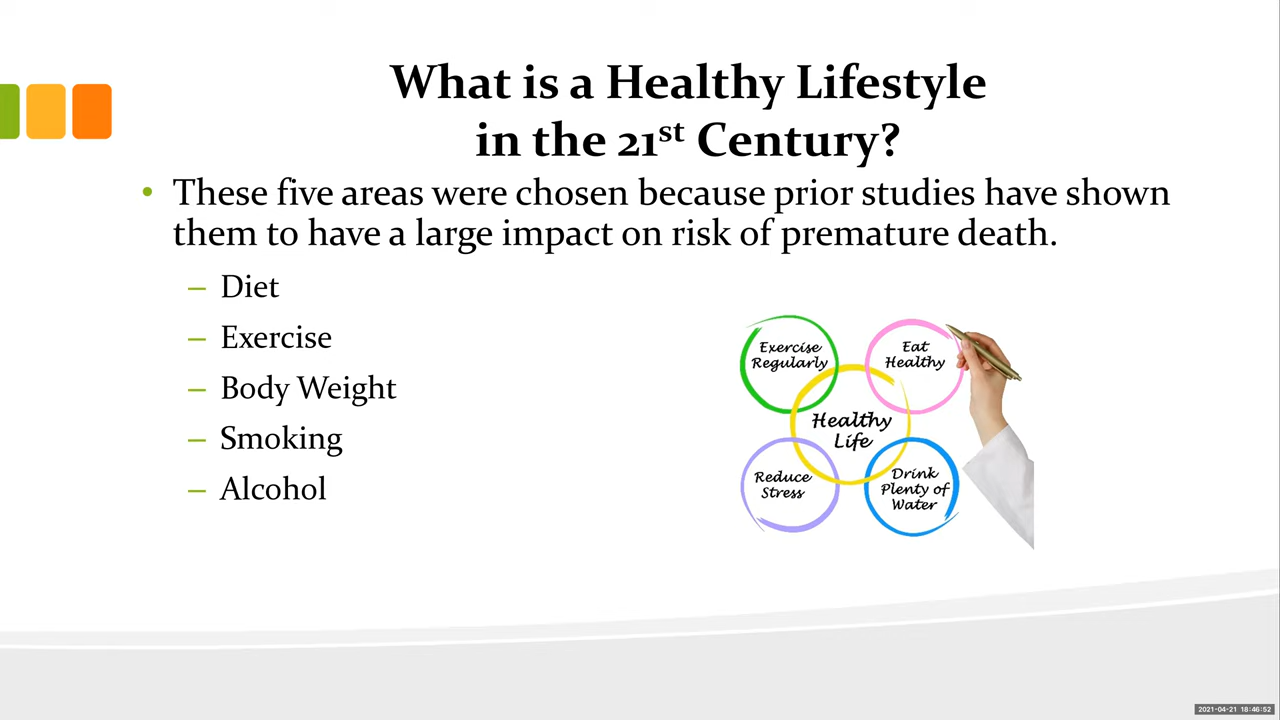 What is a Healthy Lifestyle
in the 21st Century?
• These five areas were chosen because prior studies have shown
them to have a large impact on risk of premature death.
– Diet
– Exercise
– Body Weight
– Smoking
– Alcohol
Exercise
Regularly
Eat
Healthy
Healthy
Life
Reduce
Stress
Drink
Plenty of
Water
2021-04-21 18:46:52